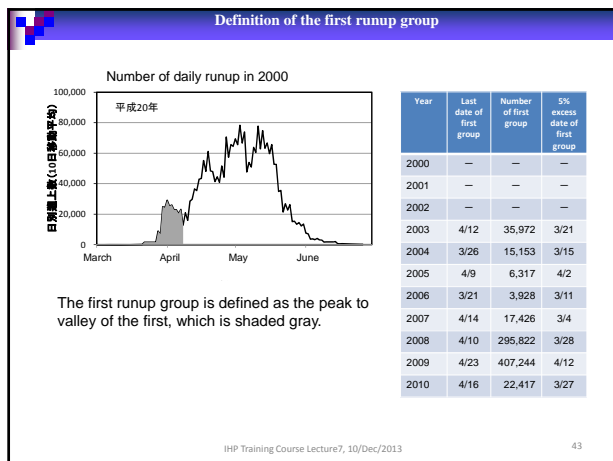 Definition of the first runup group
Number of daily runup in 2000
日別遡上数(10日移動平均)
100,000
80,000
60,000
40,000
20,000
0
平成20年
March April May June
The first runup group is defined as the peak to
valley of the first, which is shaded gray.
Year Last date of first group Number of first group 5% excess date of first group
2000 － － －
2001 － － －
2002 － － －
2003 4/12 35,972 3/21
2004 3/26 15,153 3/15
2005 4/9 6,317 4/2
2006 3/21 3,928 3/11
2007 4/14 17,426 3/4
2008 4/10 295,822 3/28
2009 4/23 407,244 4/12
2010 4/16 22,417 3/27
IHP Training Course Lecture7, 10/Dec/2013
43